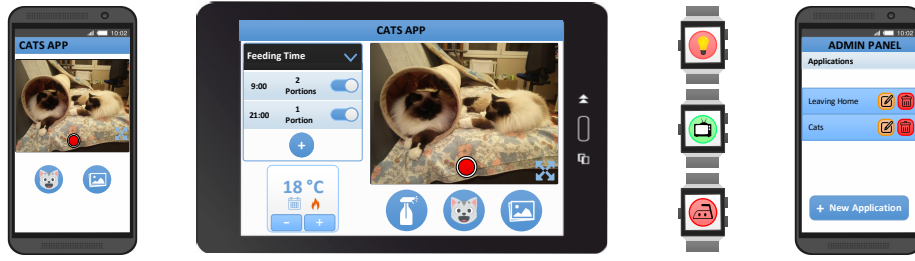 10:02
CATS APP
CATS APP
Feeding Time
9:00
2
Portions
21:00
1
Portion
+
18 °C
- +
10:02
ADMIN PANEL
Applications
Leaving Home
Cats
+ New Application